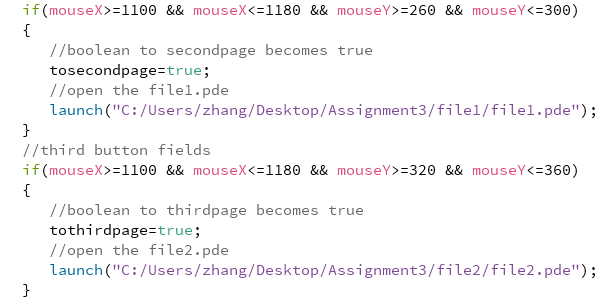 if(mouseX>=1100 && mouseX<=1180 && mouseY>=260 && mouseY<=300)
{
//boolean to secondpage becomes true
tosecondpage=true;
//open the file1.pde
launch("C:/Users/zhang/Desktop/Assignment3/file1/file1.pde");
}
//third button fields
if(mouseX>=1100 && mouseX<=1180 && mouseY>=320 && mouseY<=360)
{
//boolean to thirdpage becomes true
tothirdpage=true;
//open the file2.pde
launch("C:/Users/zhang/Desktop/Assignment3/file2/file2.pde");
}